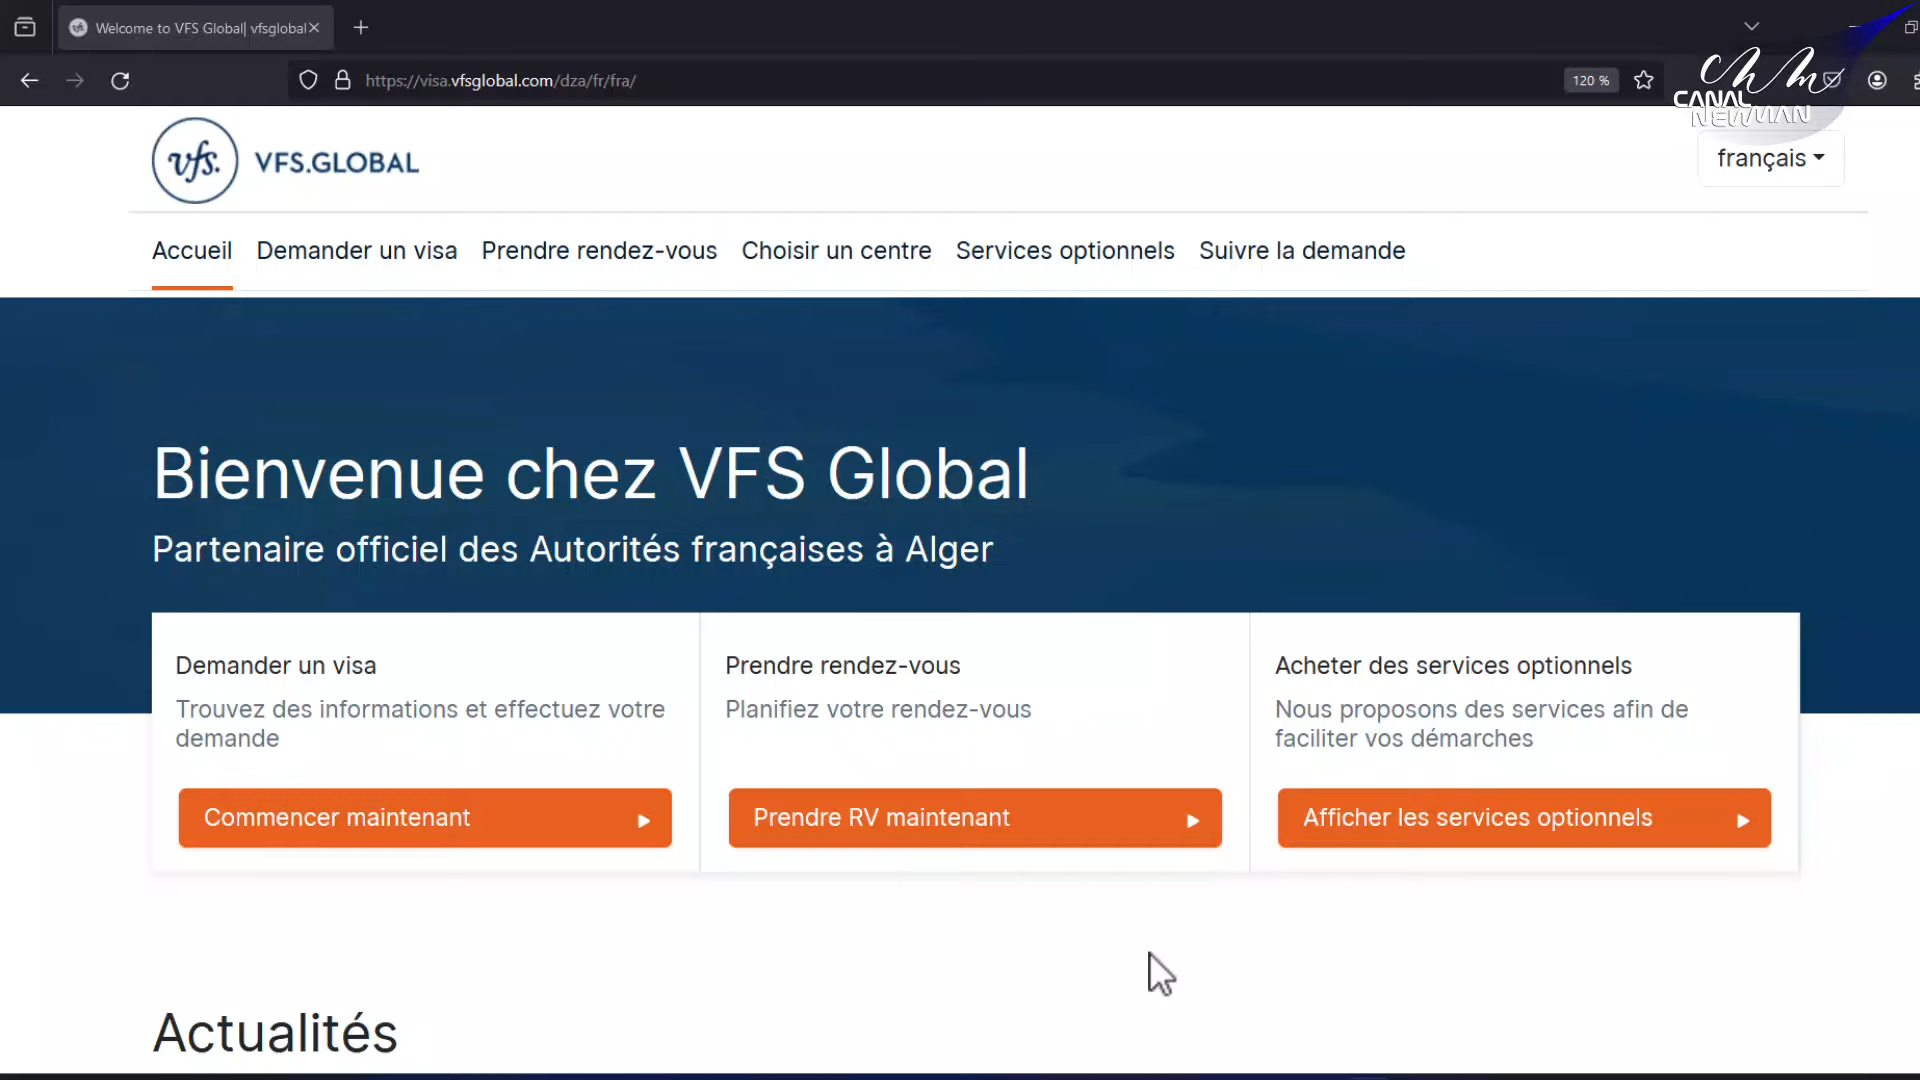 Welcome to VFS Global| vfsglobal
https://visa.vfsglobal.com/dza/fr/fra/
120 %
CANAL
NEWMAN
vfs. VFS.GLOBAL
français
Accueil Demander un visa Prendre rendez-vous Choisir un centre Services optionnels Suivre la demande
Bienvenue chez VFS Global
Partenaire officiel des Autorités françaises à Alger
Demander un visa
Trouvez des informations et effectuez votre
demande
Commencer maintenant
Prendre rendez-vous
Planifiez votre rendez-vous
Prendre RV maintenant
Acheter des services optionnels
Nous proposons des services afin de
faciliter vos démarches
Afficher les services optionnels
Actualités